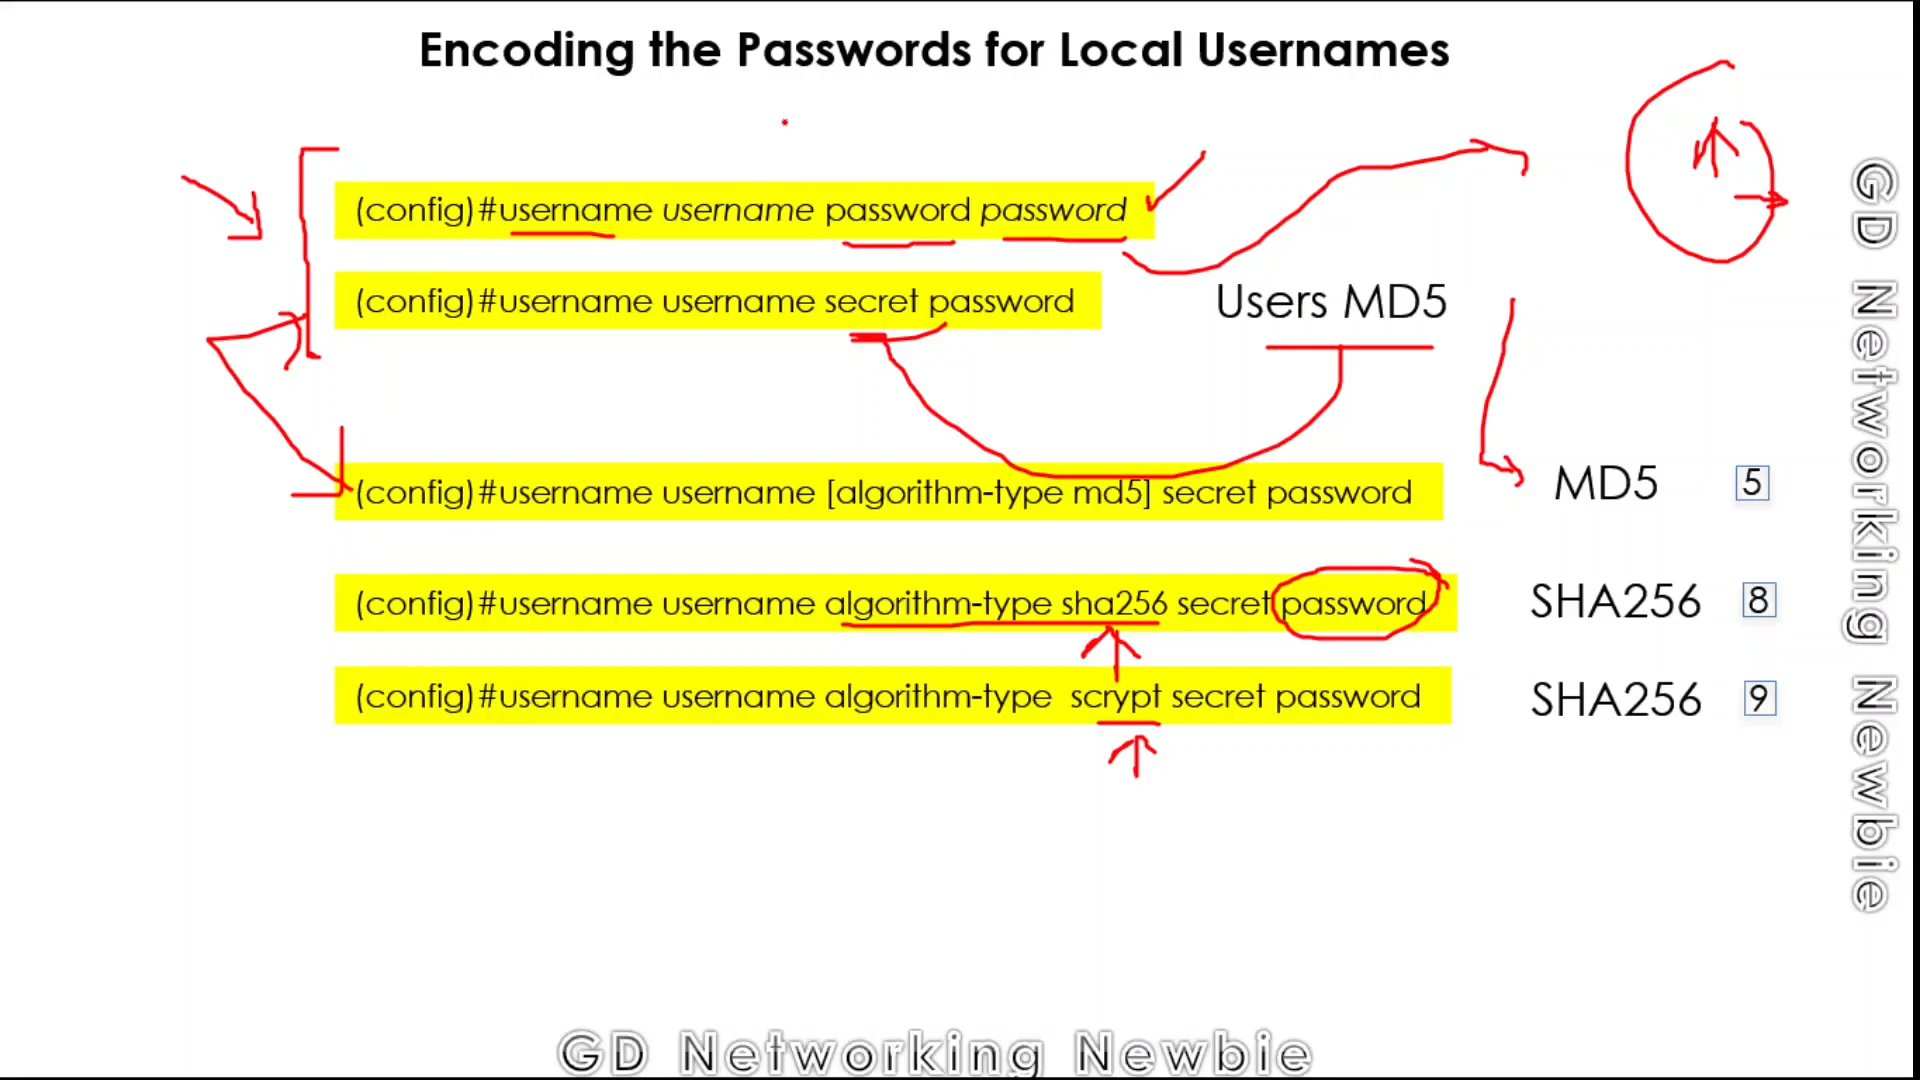 Encoding the Passwords for Local Usernames
(config)#username username password password
(config)#username username secret password
Users MD5
(config)#username username [algorithm-type md5] secret password
MD5 5
(config)#username username algorithm-type sha256 secret password
SHA256 8
(config)#username username algorithm-type scrypt secret password
SHA256 9
GD Networking Newbie
GD Networking Newbie